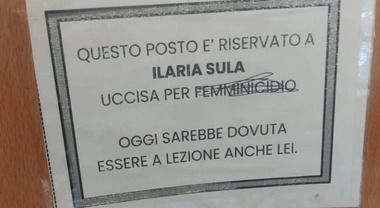 QUESTO POSTO E' RISERVATO A
ILARIA SULA
UCCISA PER FEMMINICIDIO
OGGI SAREBBE DOVUTA
ESSERE A LEZIONE ANCHE LEI.